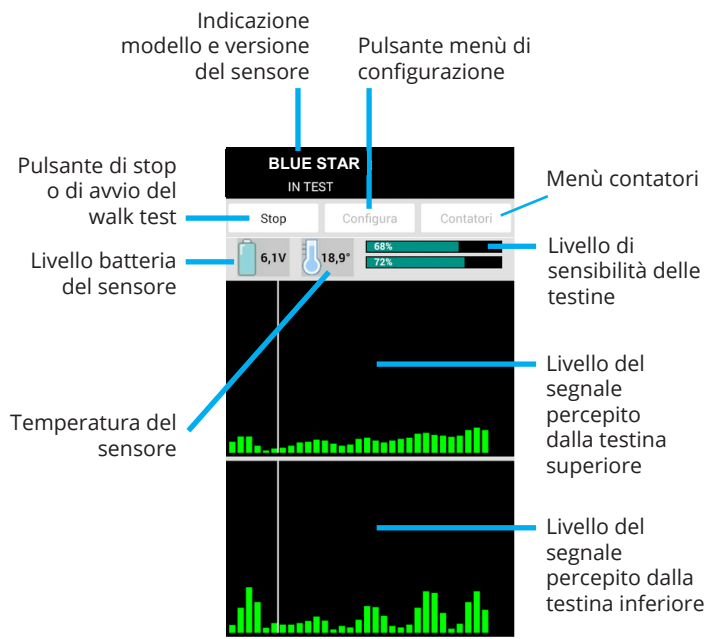 Indicazione
modello e versione
del sensore
Pulsante menù di
configurazione
Pulsante di stop
o di avvio del
walk test
Menù contatori
BLUE STAR
IN TEST
Stop
Configura
Contatori
Livello batteria
del sensore
6,1V
18,9°
68%
72%
Livello di
sensibilità delle
testine
Temperatura del
sensore
Livello del
segnale
percepito
dalla testina
superiore
Livello del
segnale
percepito dalla
testina inferiore